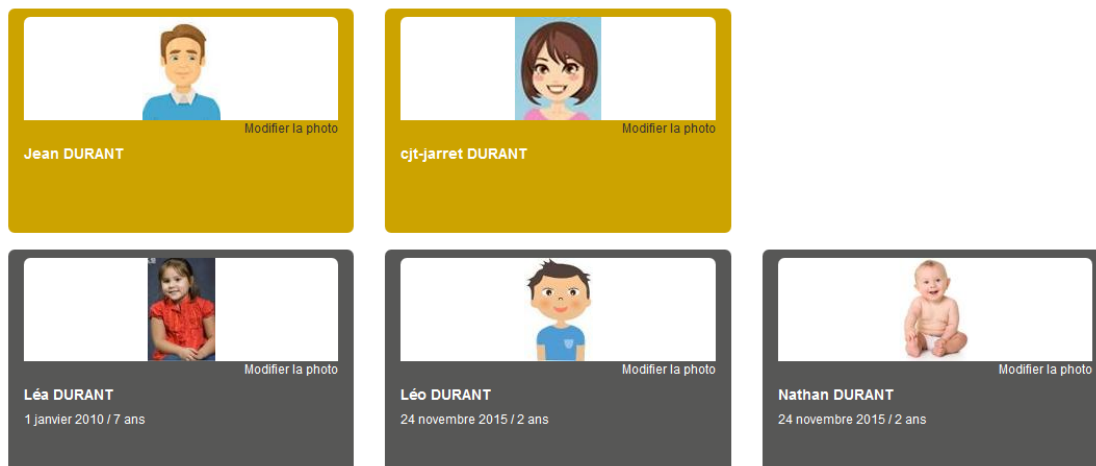 Modifier la photo
Jean DURANT
Modifier la photo
cjt-jarret DURANT
Modifier la photo
Léa DURANT
1 janvier 2010 / 7 ans
Modifier la photo
Léo DURANT
24 novembre 2015 / 2 ans
Modifier la photo
Nathan DURANT
24 novembre 2015 / 2 ans